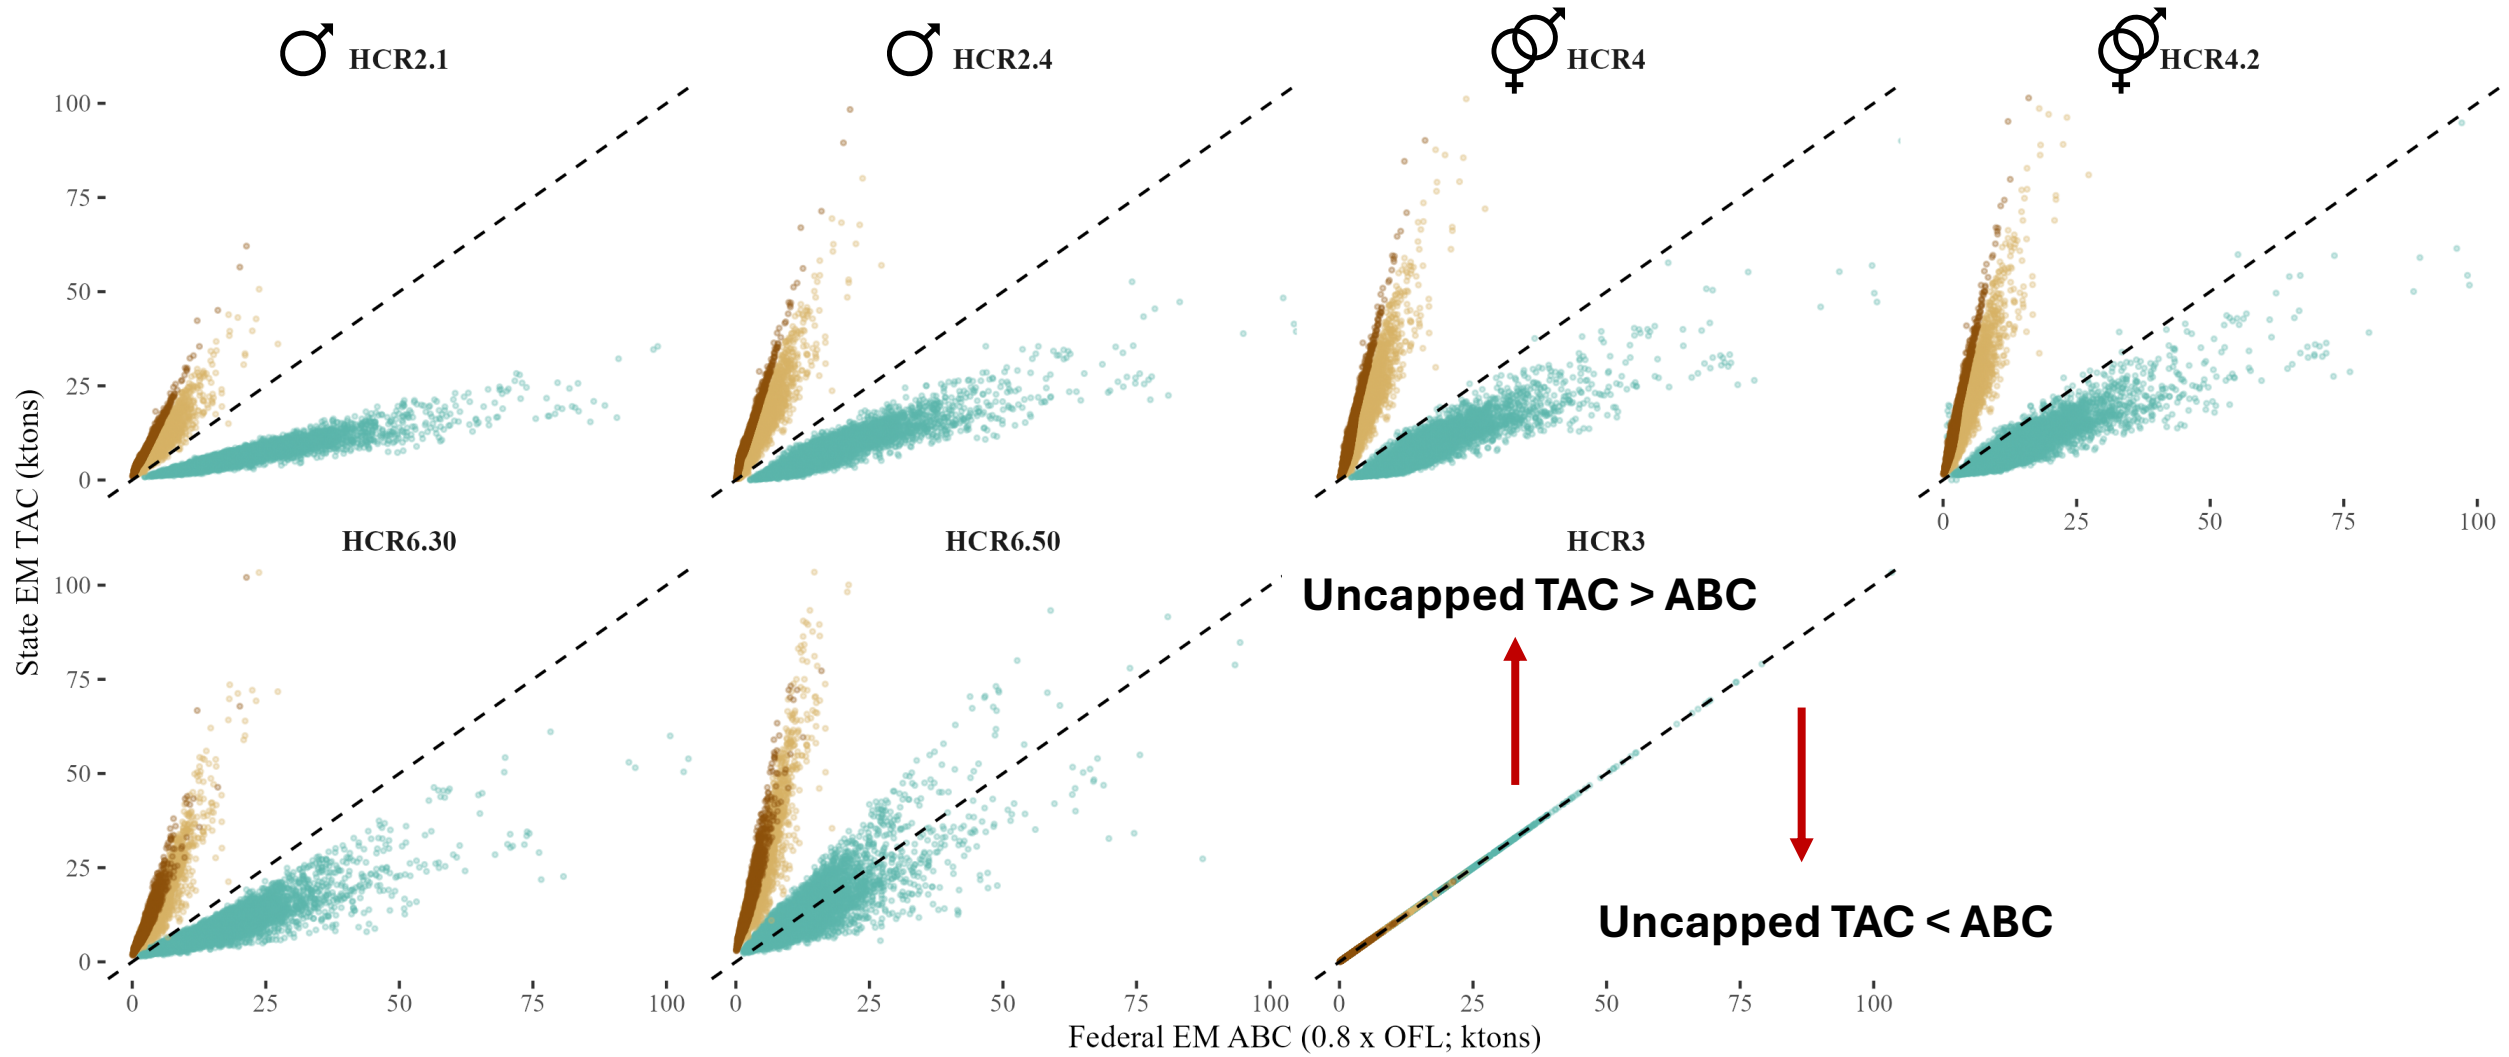 HCR2.1
HCR2.4
HCR4
HCR4.2
100
75
50
25
0
0 25 50 75 100
State EM TAC (ktons)
HCR6.30
HCR6.50
HCR3
100
75
50
25
0
Uncapped TAC > ABC
Uncapped TAC < ABC
0 25 50 75 100
0 25 50 75 100
0 25 50 75 100
Federal EM ABC (0.8 x OFL; ktons)